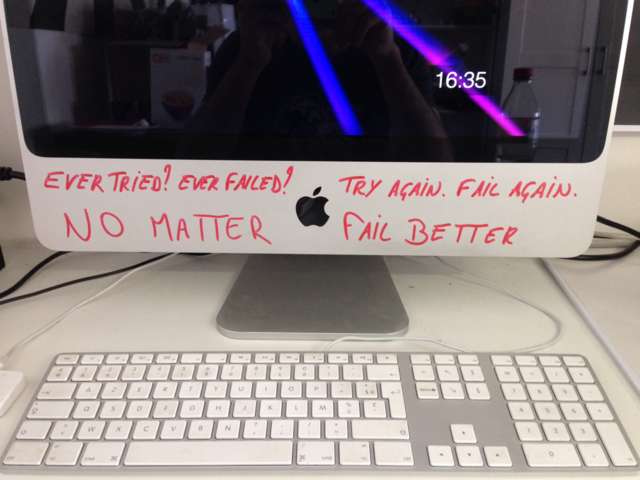 16:35
EVER TRIED? EVER FAILED? TRY AGAIN. FAIL AGAIN.
NO MATTER FAIL BETTER